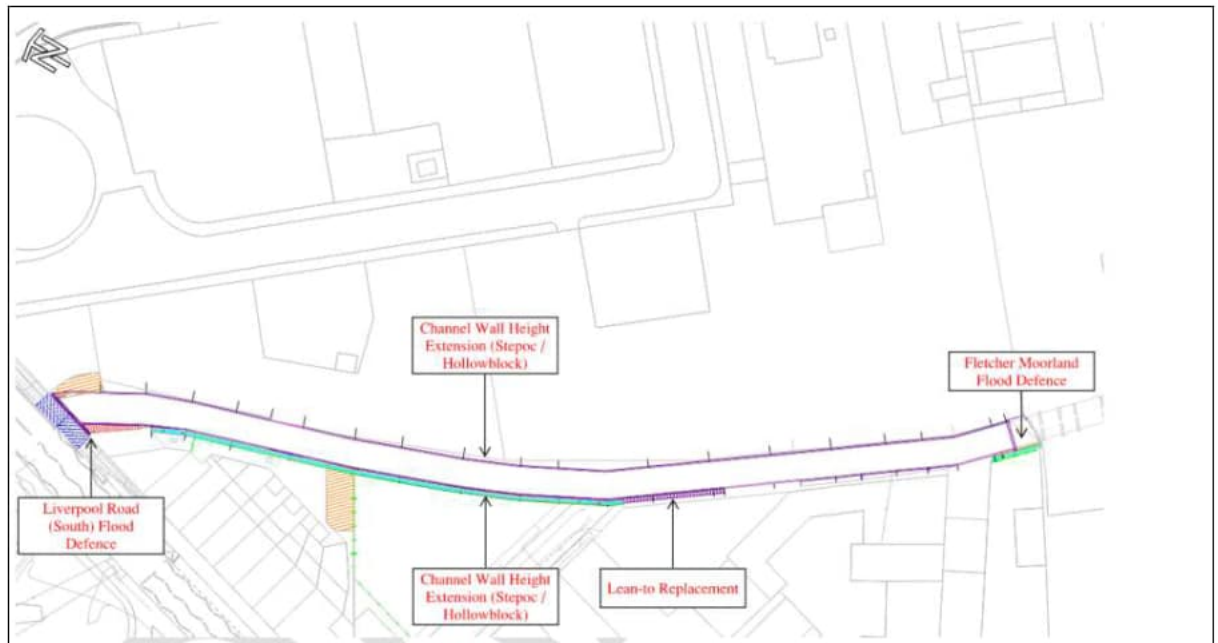 N
Channel Wall Height
Extension (Stepoc /
Hollowblock)
Fletcher Moorland
Flood Defence
Liverpool Road
(South) Flood
Defence
Channel Wall Height
Extension (Stepoc /
Hollowblock)
Lean-to Replacement